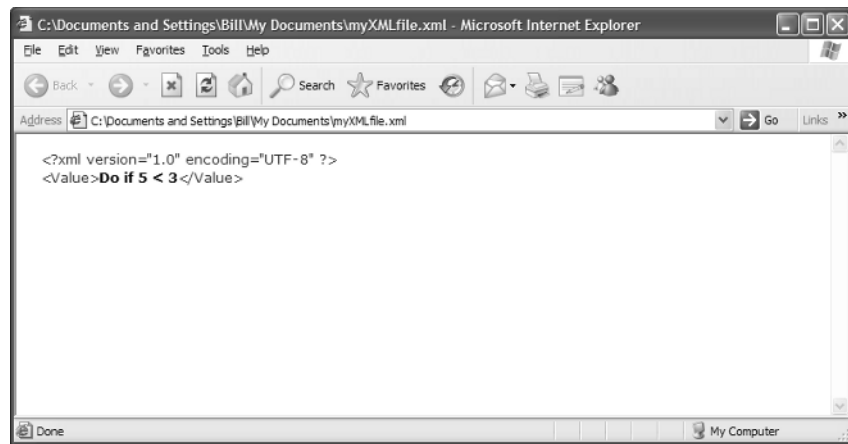 C:\Documents and Settings\Bill\My Documents\myXMLfile.xml - Microsoft Internet Explorer
File Edit View Favorites Tools Help
Back Search Favorites
Address C:\Documents and Settings\Bill\My Documents\myXMLfile.xml Go Links »
<?xml version="1.0" encoding="UTF-8" ?>
<Value>Do if 5 < 3</Value>
Done My Computer